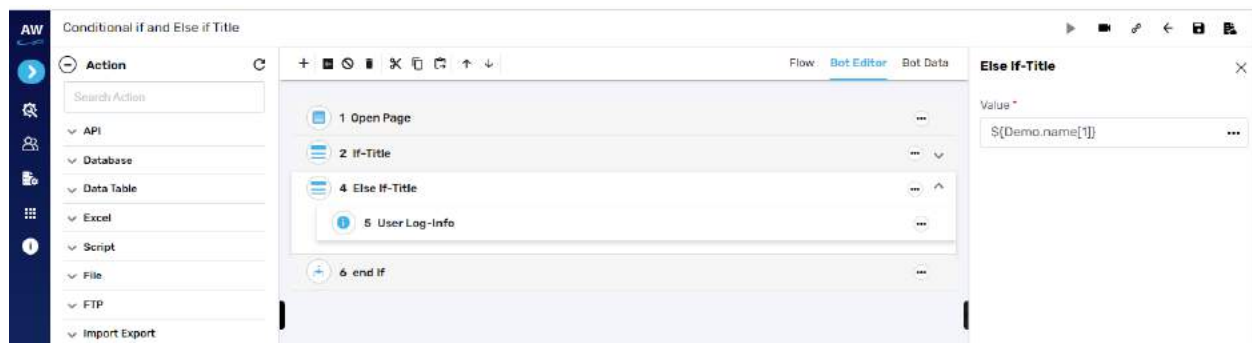 AW
Conditional if and Else if Title
Action
Search Action
API
Database
Data Table
Excel
Script
File
FTP
Import Export
Flow Bot Editor Bot Data
1 Open Page
2 If-Title
4 Else If-Title
5 User Log-Info
6 end If
Else If-Title
Value *
${Demo.name[1]}